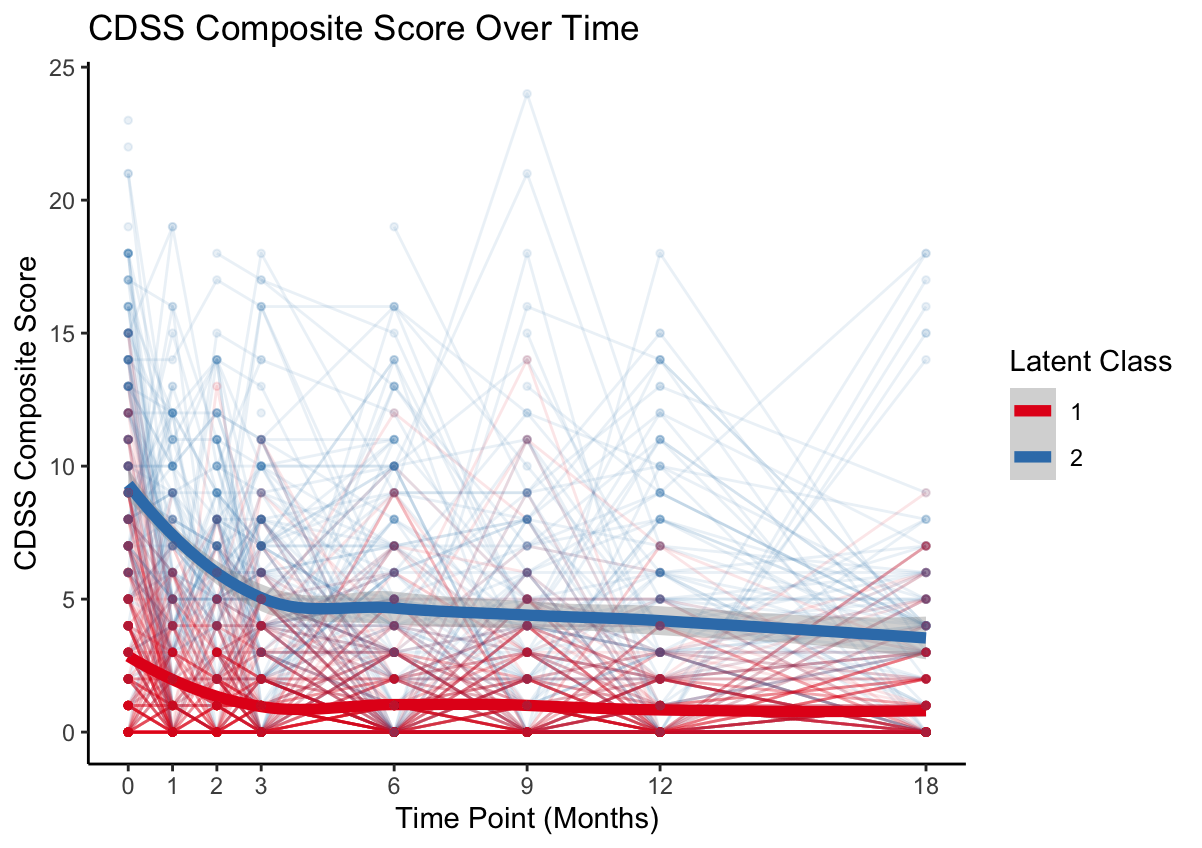 CDSS Composite Score Over Time
CDSS Composite Score
25
20
15
10
5
0
0 1 2 3 6 9 12 18
Time Point (Months)
Latent Class
1
2